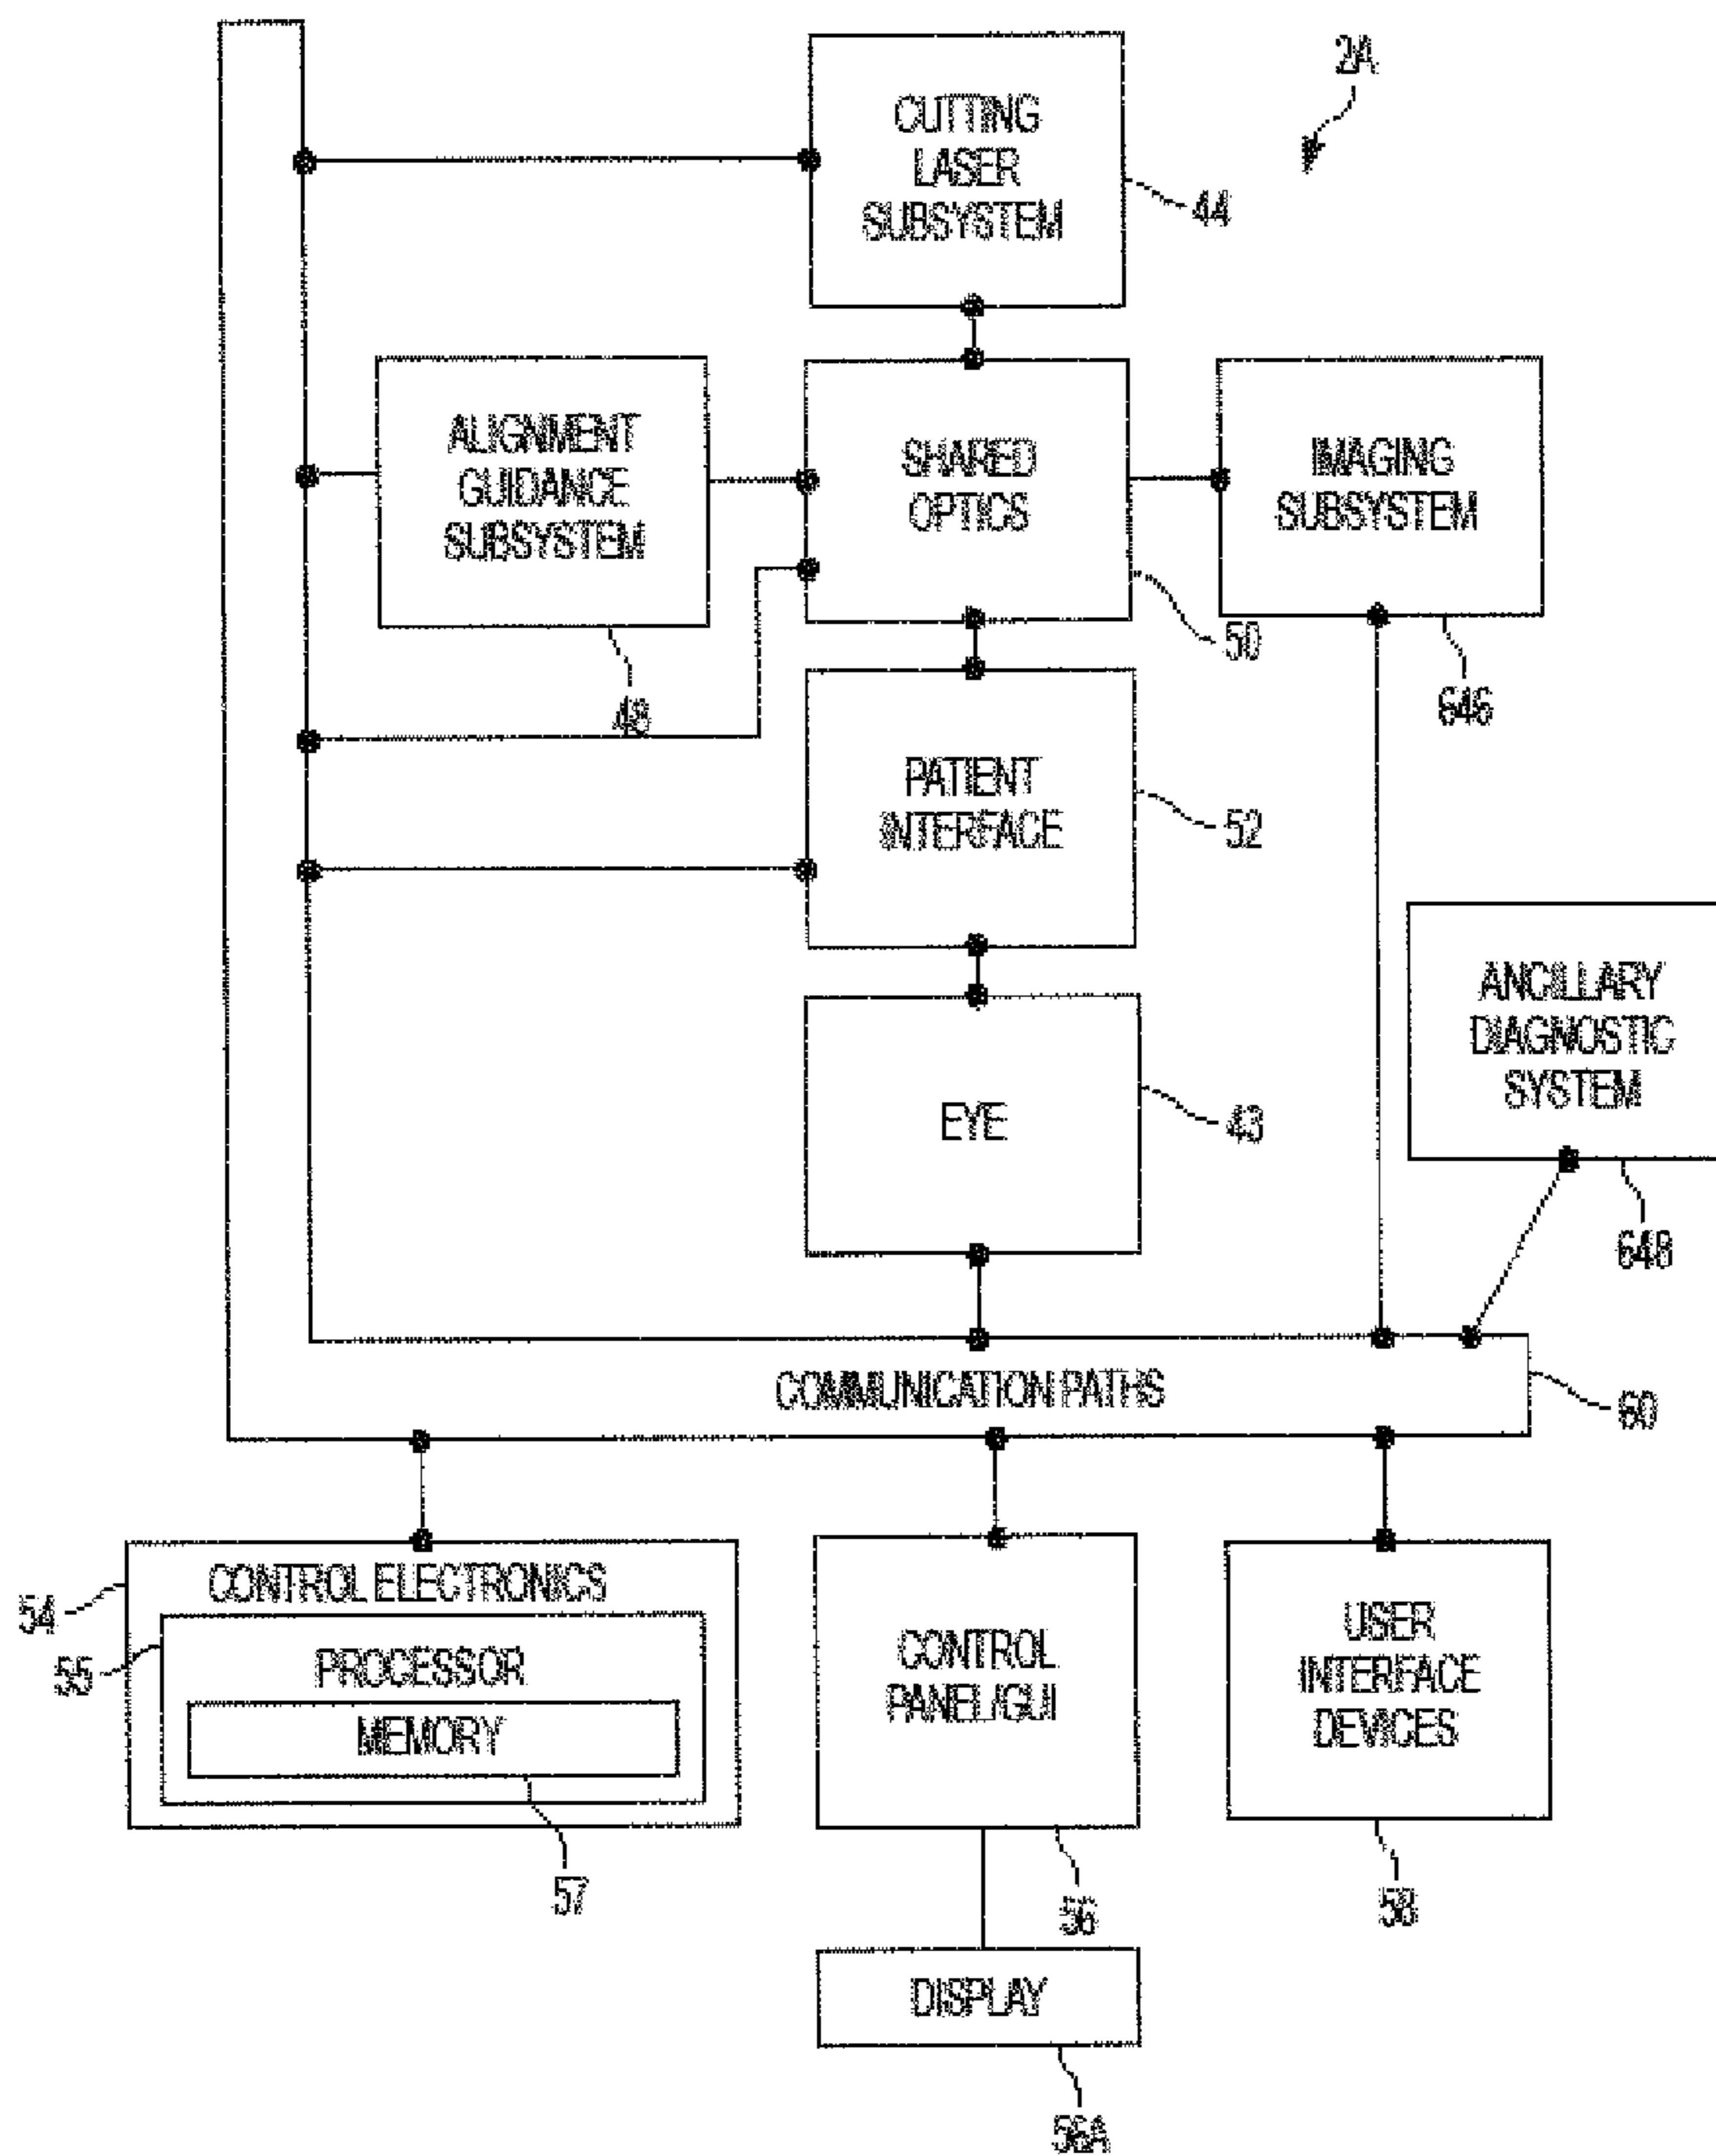 2A
CUTTING
LASER
SUBSYSTEM
44
ALIGNMENT
GUIDANCE
SUBSYSTEM
48
SHARED
OPTICS
50
IMAGING
SUBSYSTEM
646
PATIENT
INTERFACE
52
EYE
43
ANCILLARY
DIAGNOSTIC
SYSTEM
648
COMMUNICATION PATHS
60
CONTROL ELECTRONICS
54
PROCESSOR
55
MEMORY
57
CONTROL
PANEL/GUI
56
USER
INTERFACE
DEVICES
58
DISPLAY
56A